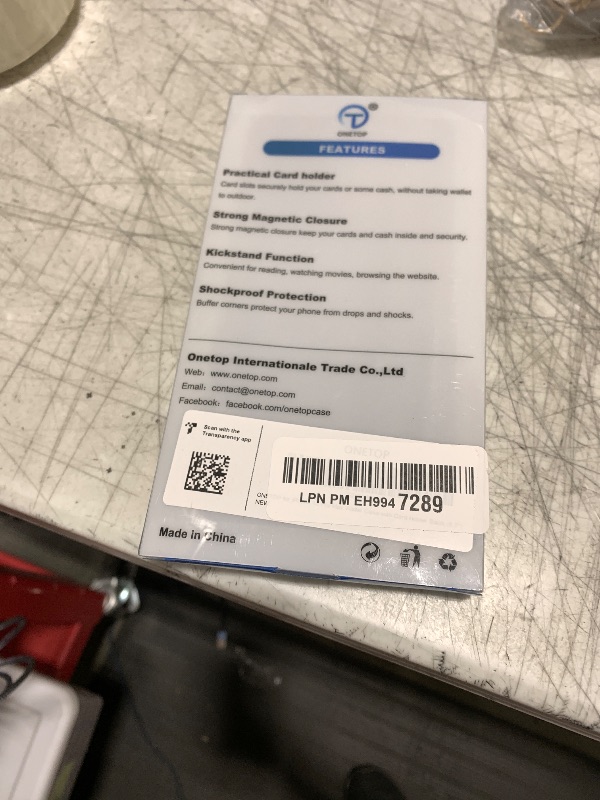 ®
ONETOP
FEATURES
Practical Card holder
Card slots securely hold your cards or some cash, without taking wallet
to outdoor.
Strong Magnetic Closure
Strong magnetic closure keep your cards and cash inside and security.
Kickstand Function
Convenient for reading, watching movies, browsing the website.
Shockproof Protection
Buffer corners protect your phone from drops and shocks.
Onetop Internationale Trade Co.,Ltd
Web: www.onetop.com
Email: contact@onetop.com
Facebook: facebook.com/onetopcase
Scan with the
Transparency app
ONETOP
LPN PM EH994 7289
Made in China